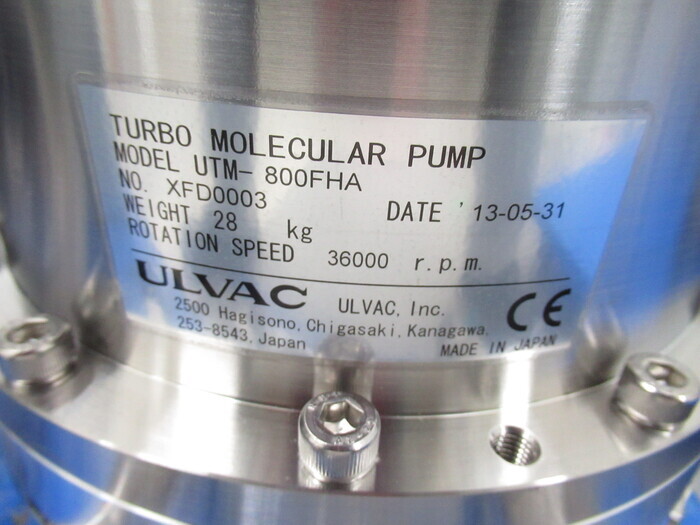 TURBO MOLECULAR PUMP
MODEL UTM- 800FHA
NO. XFD0003 DATE '13-05-31
WEIGHT 28 kg
ROTATION SPEED 36000 r.p.m.
ULVAC ULVAC, Inc. CE
2500 Hagisono, Chigasaki, Kanagawa,
253-8543, Japan MADE IN JAPAN